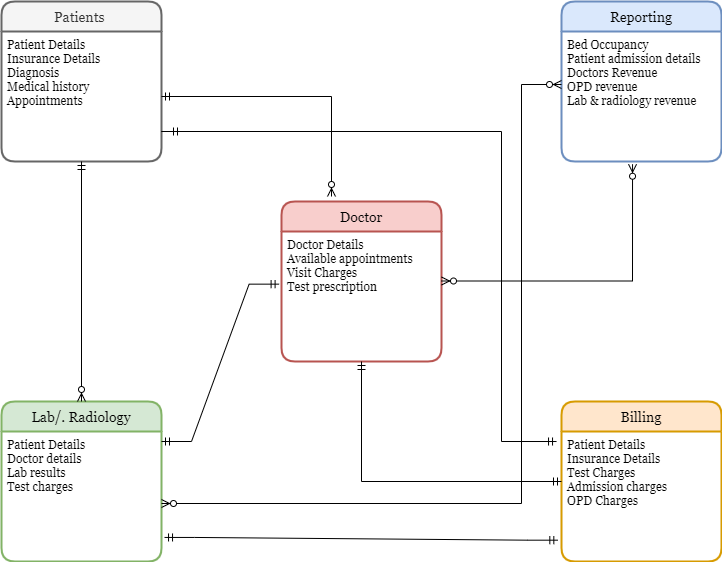 Patients
Patient Details
Insurance Details
Diagnosis
Medical history
Appointments
Reporting
Bed Occupancy
Patient admission details
Doctors Revenue
OPD revenue
Lab & radiology revenue
Doctor
Doctor Details
Available appointments
Visit Charges
Test prescription
Lab/. Radiology
Patient Details
Doctor details
Lab results
Test charges
Billing
Patient Details
Insurance Details
Test Charges
Admission charges
OPD Charges